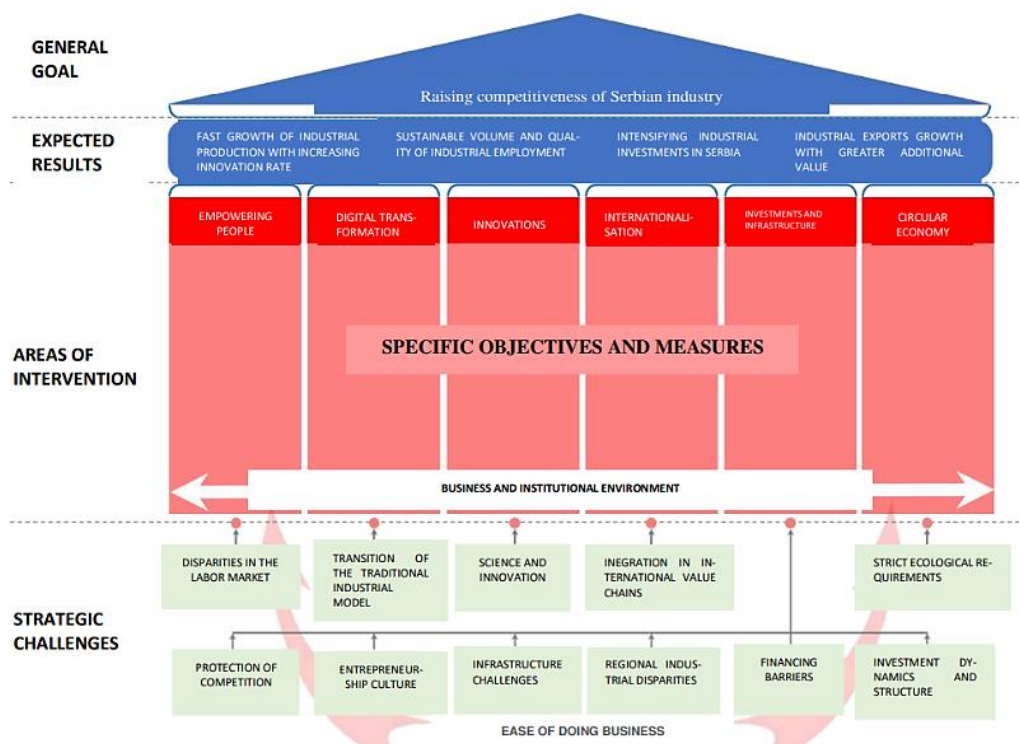 GENERAL
GOAL
Raising competitiveness of Serbian industry
EXPECTED
RESULTS
FAST GROWTH OF INDUSTRIAL
PRODUCTION WITH INCREASING
INNOVATION RATE
SUSTAINABLE VOLUME AND QUAL-
ITY OF INDUSTRIAL EMPLOYMENT
INTENSIFYING INDUSTRIAL
INVESTMENTS IN SERBIA
INDUSTRIAL EXPORTS GROWTH
WITH GREATER ADDITIONAL
VALUE
EMPOWERING
PEOPLE
DIGITAL TRANS-
FORMATION
INNOVATIONS
INTERNATIONALI-
SATION
INVESTMENTS AND
INFRASTRUCTURE
CIRCULAR
ECONOMY
AREAS OF
INTERVENTION
SPECIFIC OBJECTIVES AND MEASURES
BUSINESS AND INSTITUTIONAL ENVIRONMENT
STRATEGIC
CHALLENGES
DISPARITIES IN THE
LABOR MARKET
TRANSITION OF
THE TRADITIONAL
INDUSTRIAL
MODEL
SCIENCE AND
INNOVATION
INEGRATION IN IN-
TERNATIONAL VALUE
CHAINS
STRICT ECOLOGICAL RE-
QUIREMENTS
PROTECTION OF
COMPETITION
ENTREPRENEUR-
SHIP CULTURE
INFRASTRUCTURE
CHALLENGES
REGIONAL INDUS-
TRIAL DISPARITIES
FINANCING
BARRIERS
INVESTMENT DY-
NAMICS AND
STRUCTURE
EASE OF DOING BUSINESS